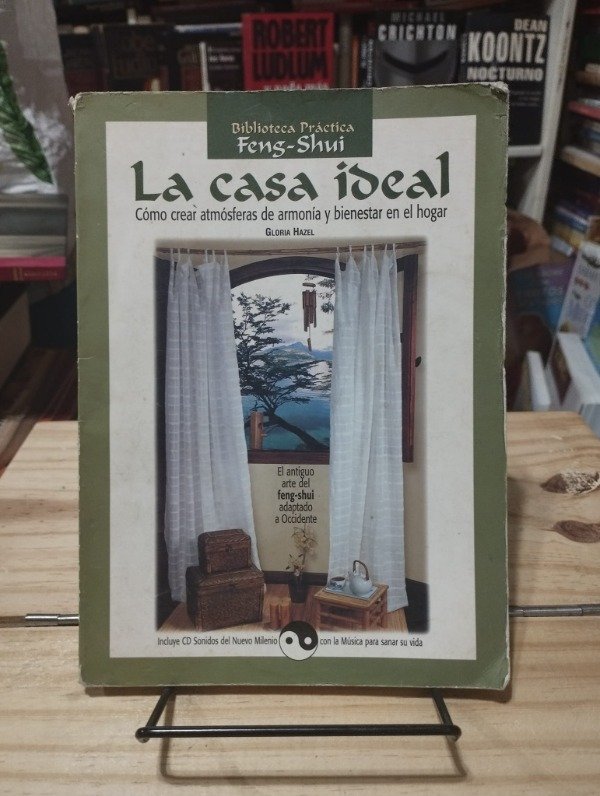 ROBERT
LUDLUM
MICHAEL
CRICHTON
DEAN
KOONTZ
NOCTURNO
Biblioteca Práctica
Feng-Shui
La casa ideal
Cómo crear atmósferas de armonía y bienestar en el hogar
GLORIA HAZEL
El antiguo
arte del
feng-shui
adaptado
a Occidente
Incluye CD Sonidos del Nuevo Milenio con la Música para sanar su vida